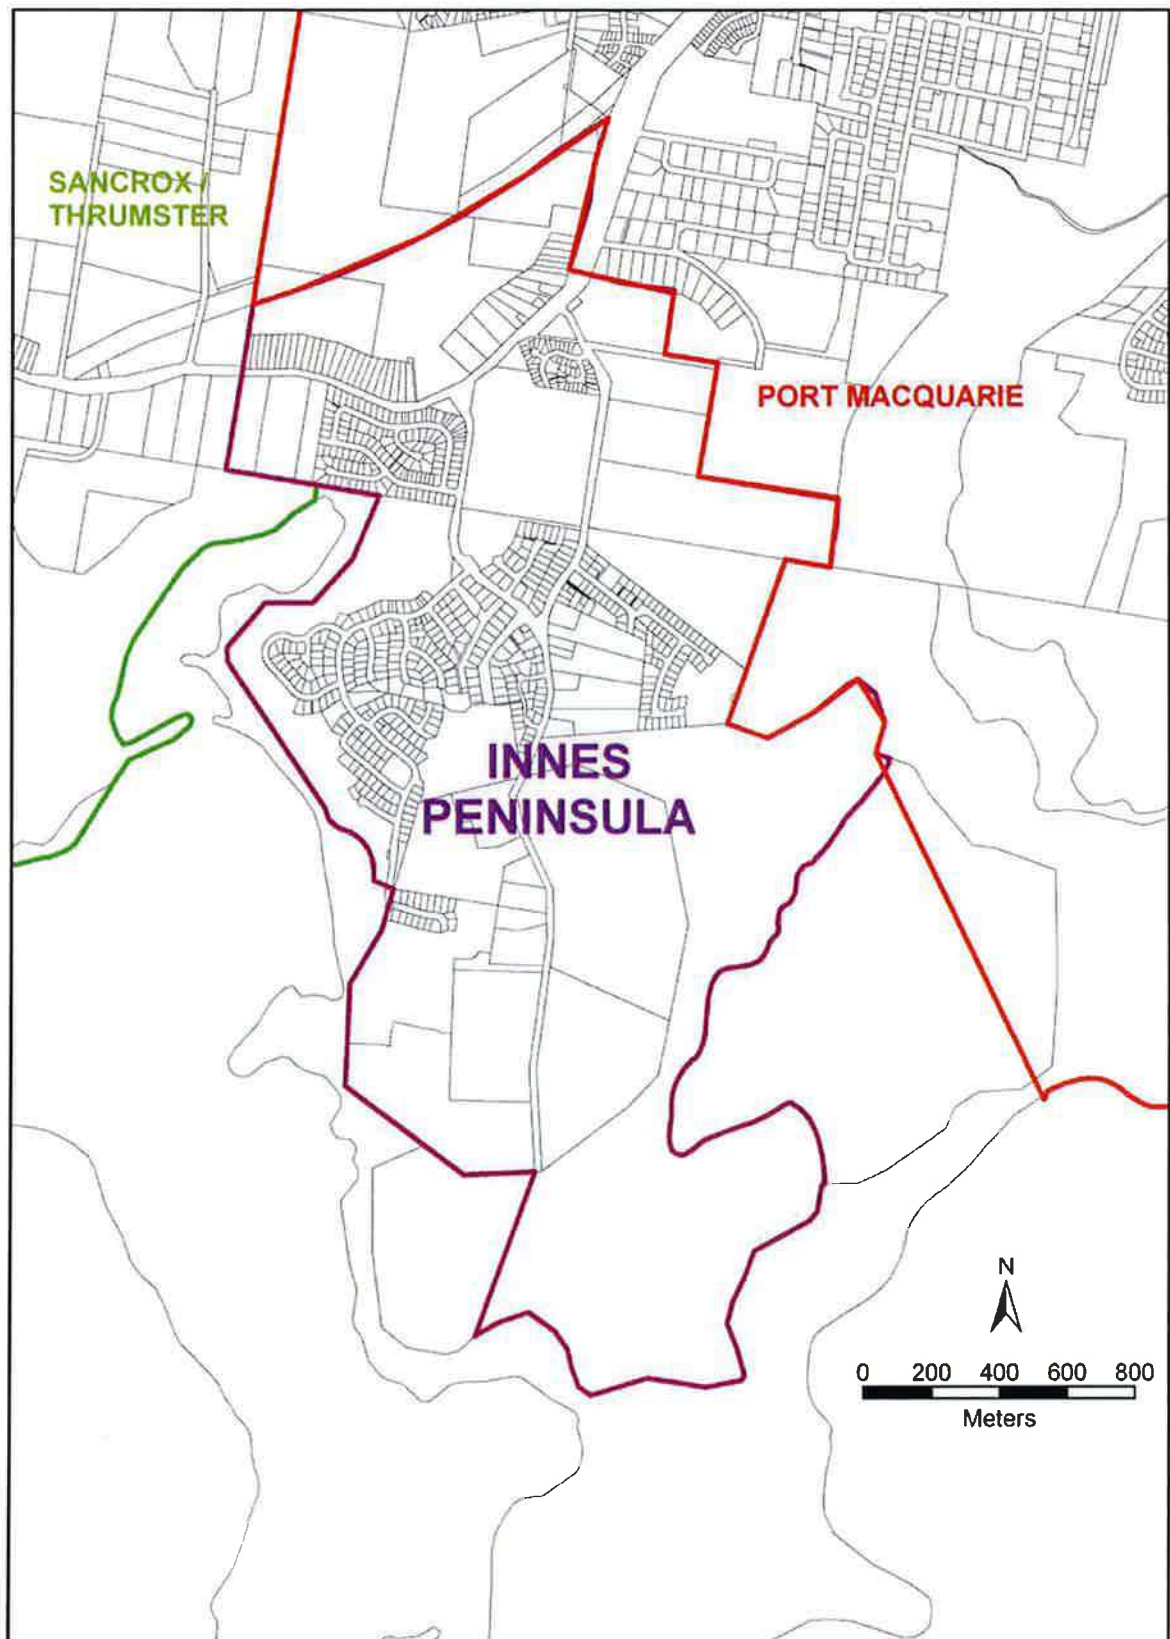 SANCROX /
THRUMSTER
PORT MACQUARIE
INNES
PENINSULA
N
0 200 400 600 800
Meters